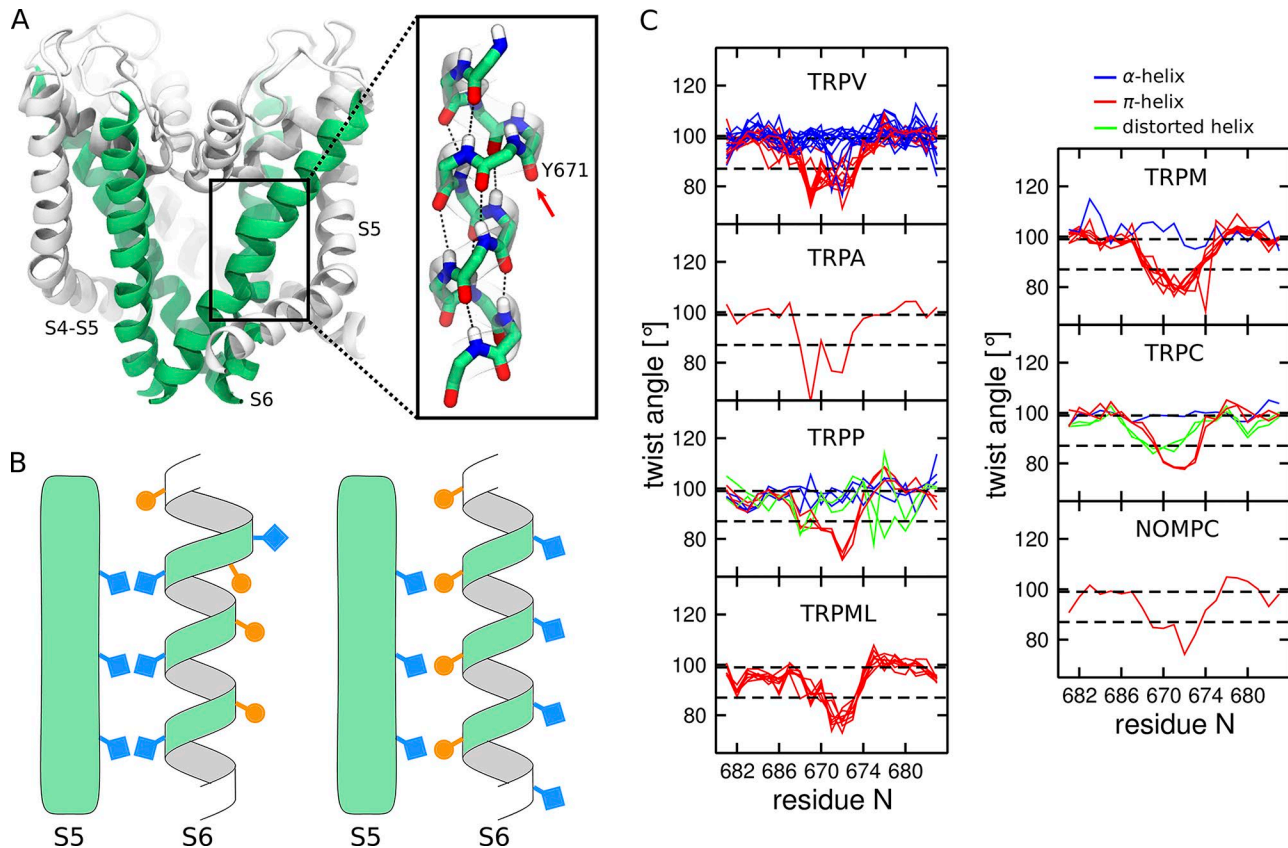 A
Y671
S5
S4-S5
S6
B
S5
S6
S5
S6
C
TRPV
120
100
80
TRPA
120
100
80
twist angle [°]
TRPP
120
100
80
TRPML
120
100
80
682 686 670 674 680
residue N
α-helix
π-helix
distorted helix
TRPM
120
100
80
TRPC
120
100
80
twist angle [°]
NOMPC
120
100
80
682 686 670 674 680
residue N